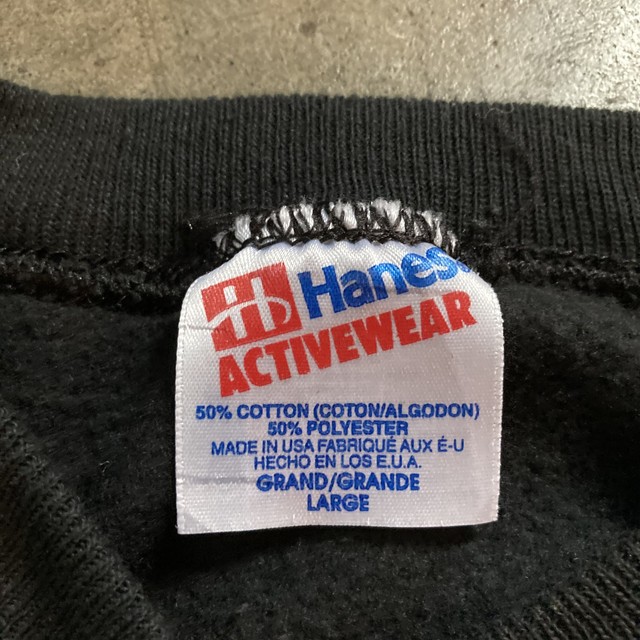 Hanes
ACTIVEWEAR
50% COTTON (COTON/ALGODON)
50% POLYESTER
MADE IN USA FABRIQUÉ AUX É-U
HECHO EN LOS E.U.A.
GRAND/GRANDE
LARGE